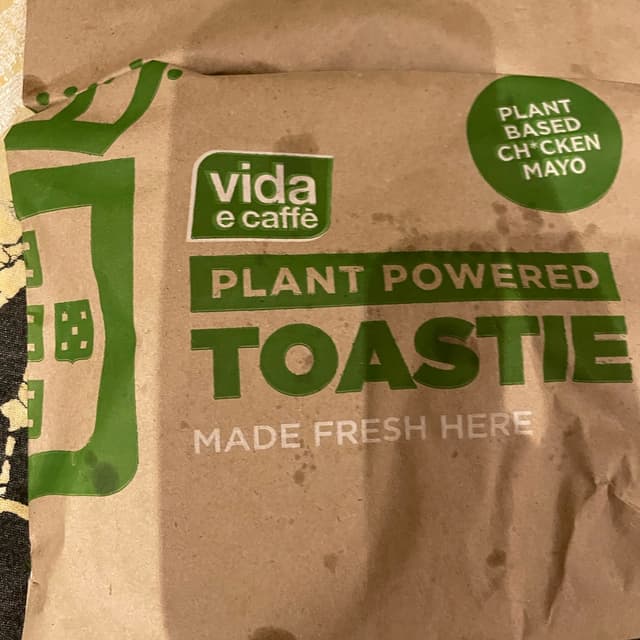 vida
e caffè
PLANT
BASED
CH*CKEN
MAYO
PLANT POWERED
TOASTIE
MADE FRESH HERE